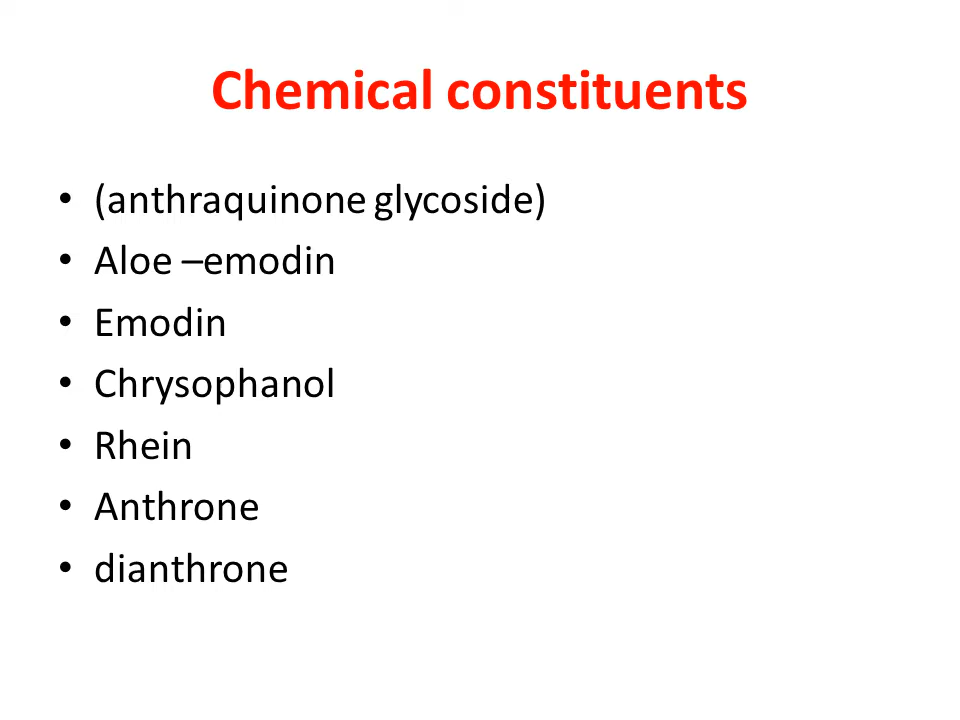 Chemical constituents
• (anthraquinone glycoside)
• Aloe –emodin
• Emodin
• Chrysophanol
• Rhein
• Anthrone
• dianthrone